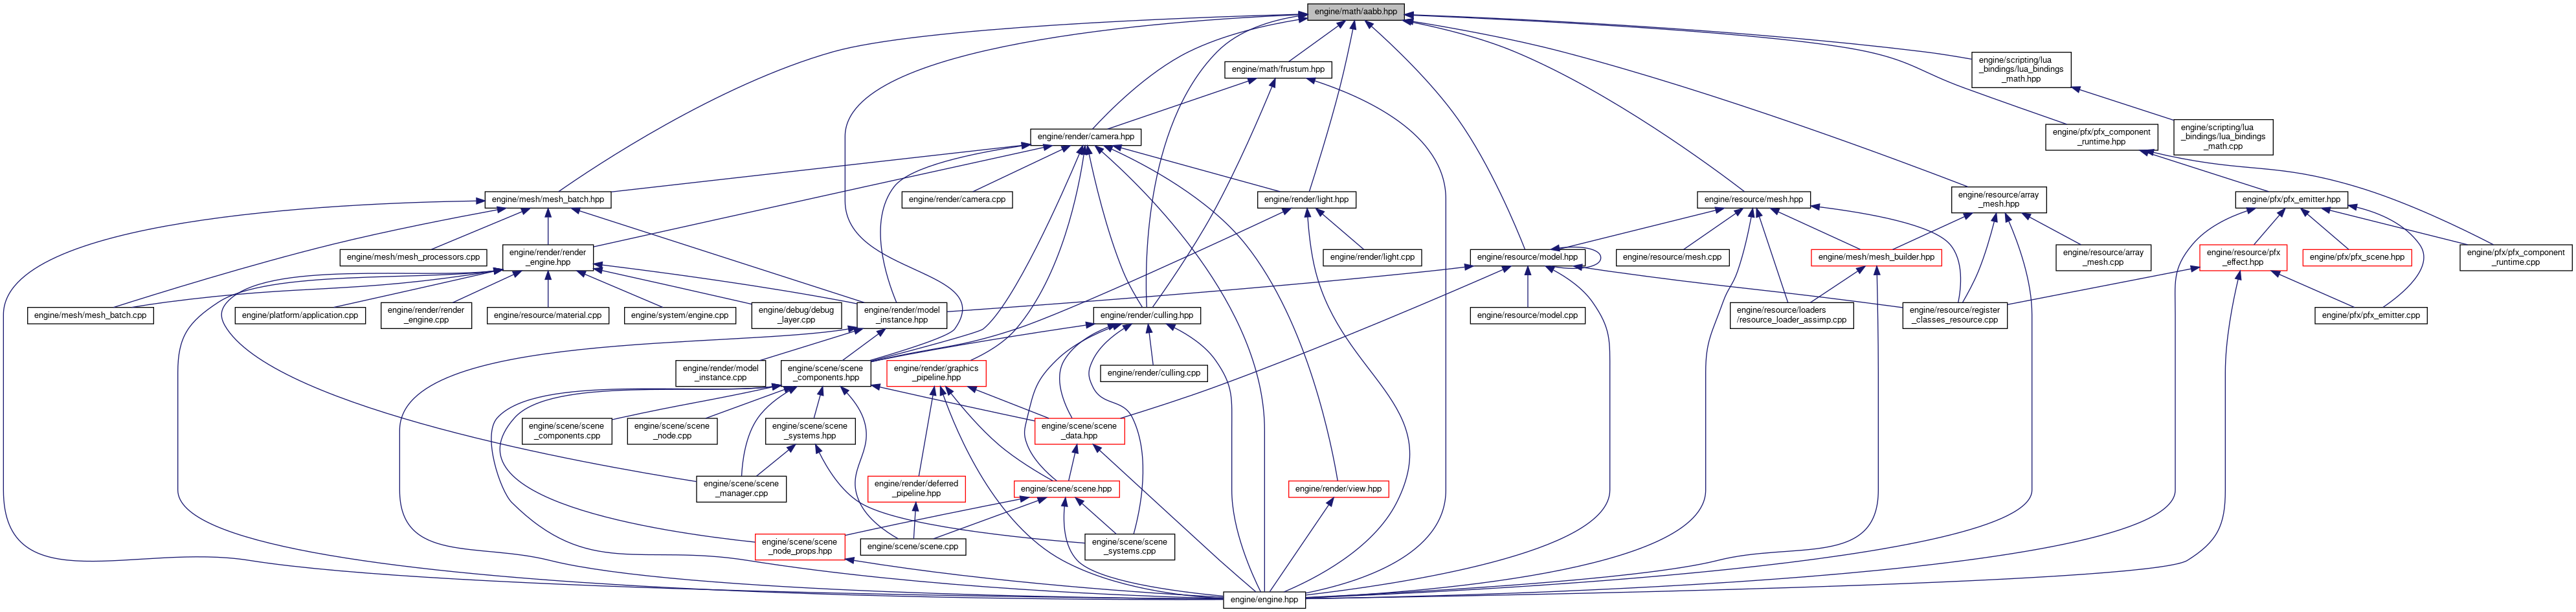 engine/math/aabb.hpp
engine/scripting/lua
_bindings/lua_bindings
_math.hpp
engine/math/frustum.hpp
engine/render/camera.hpp
engine/pfx/pfx_component
_runtime.hpp
engine/scripting/lua
_bindings/lua_bindings
_math.cpp
engine/mesh/mesh_batch.hpp
engine/render/camera.cpp
engine/render/light.hpp
engine/resource/mesh.hpp
engine/resource/array
_mesh.hpp
engine/pfx/pfx_emitter.hpp
engine/mesh/mesh_processors.cpp
engine/render/render
_engine.hpp
engine/render/light.cpp
engine/resource/model.hpp
engine/resource/mesh.cpp
engine/mesh/mesh_builder.hpp
engine/resource/array
_mesh.cpp
engine/resource/pfx
_effect.hpp
engine/pfx/pfx_scene.hpp
engine/pfx/pfx_component
_runtime.cpp
engine/mesh/mesh_batch.cpp
engine/platform/application.cpp
engine/render/render
_engine.cpp
engine/resource/material.cpp
engine/system/engine.cpp
engine/debug/debug
_layer.cpp
engine/render/model
_instance.hpp
engine/render/culling.hpp
engine/resource/model.cpp
engine/resource/loaders
/resource_loader_assimp.cpp
engine/resource/register
_classes_resource.cpp
engine/pfx/pfx_emitter.cpp
engine/render/model
_instance.cpp
engine/scene/scene
_components.hpp
engine/render/graphics
_pipeline.hpp
engine/render/culling.cpp
engine/scene/scene
_components.cpp
engine/scene/scene
_node.cpp
engine/scene/scene
_systems.hpp
engine/scene/scene
_data.hpp
engine/scene/scene
_manager.cpp
engine/render/deferred
_pipeline.hpp
engine/scene/scene.hpp
engine/render/view.hpp
engine/scene/scene
_node_props.hpp
engine/scene/scene.cpp
engine/scene/scene
_systems.cpp
engine/engine.hpp